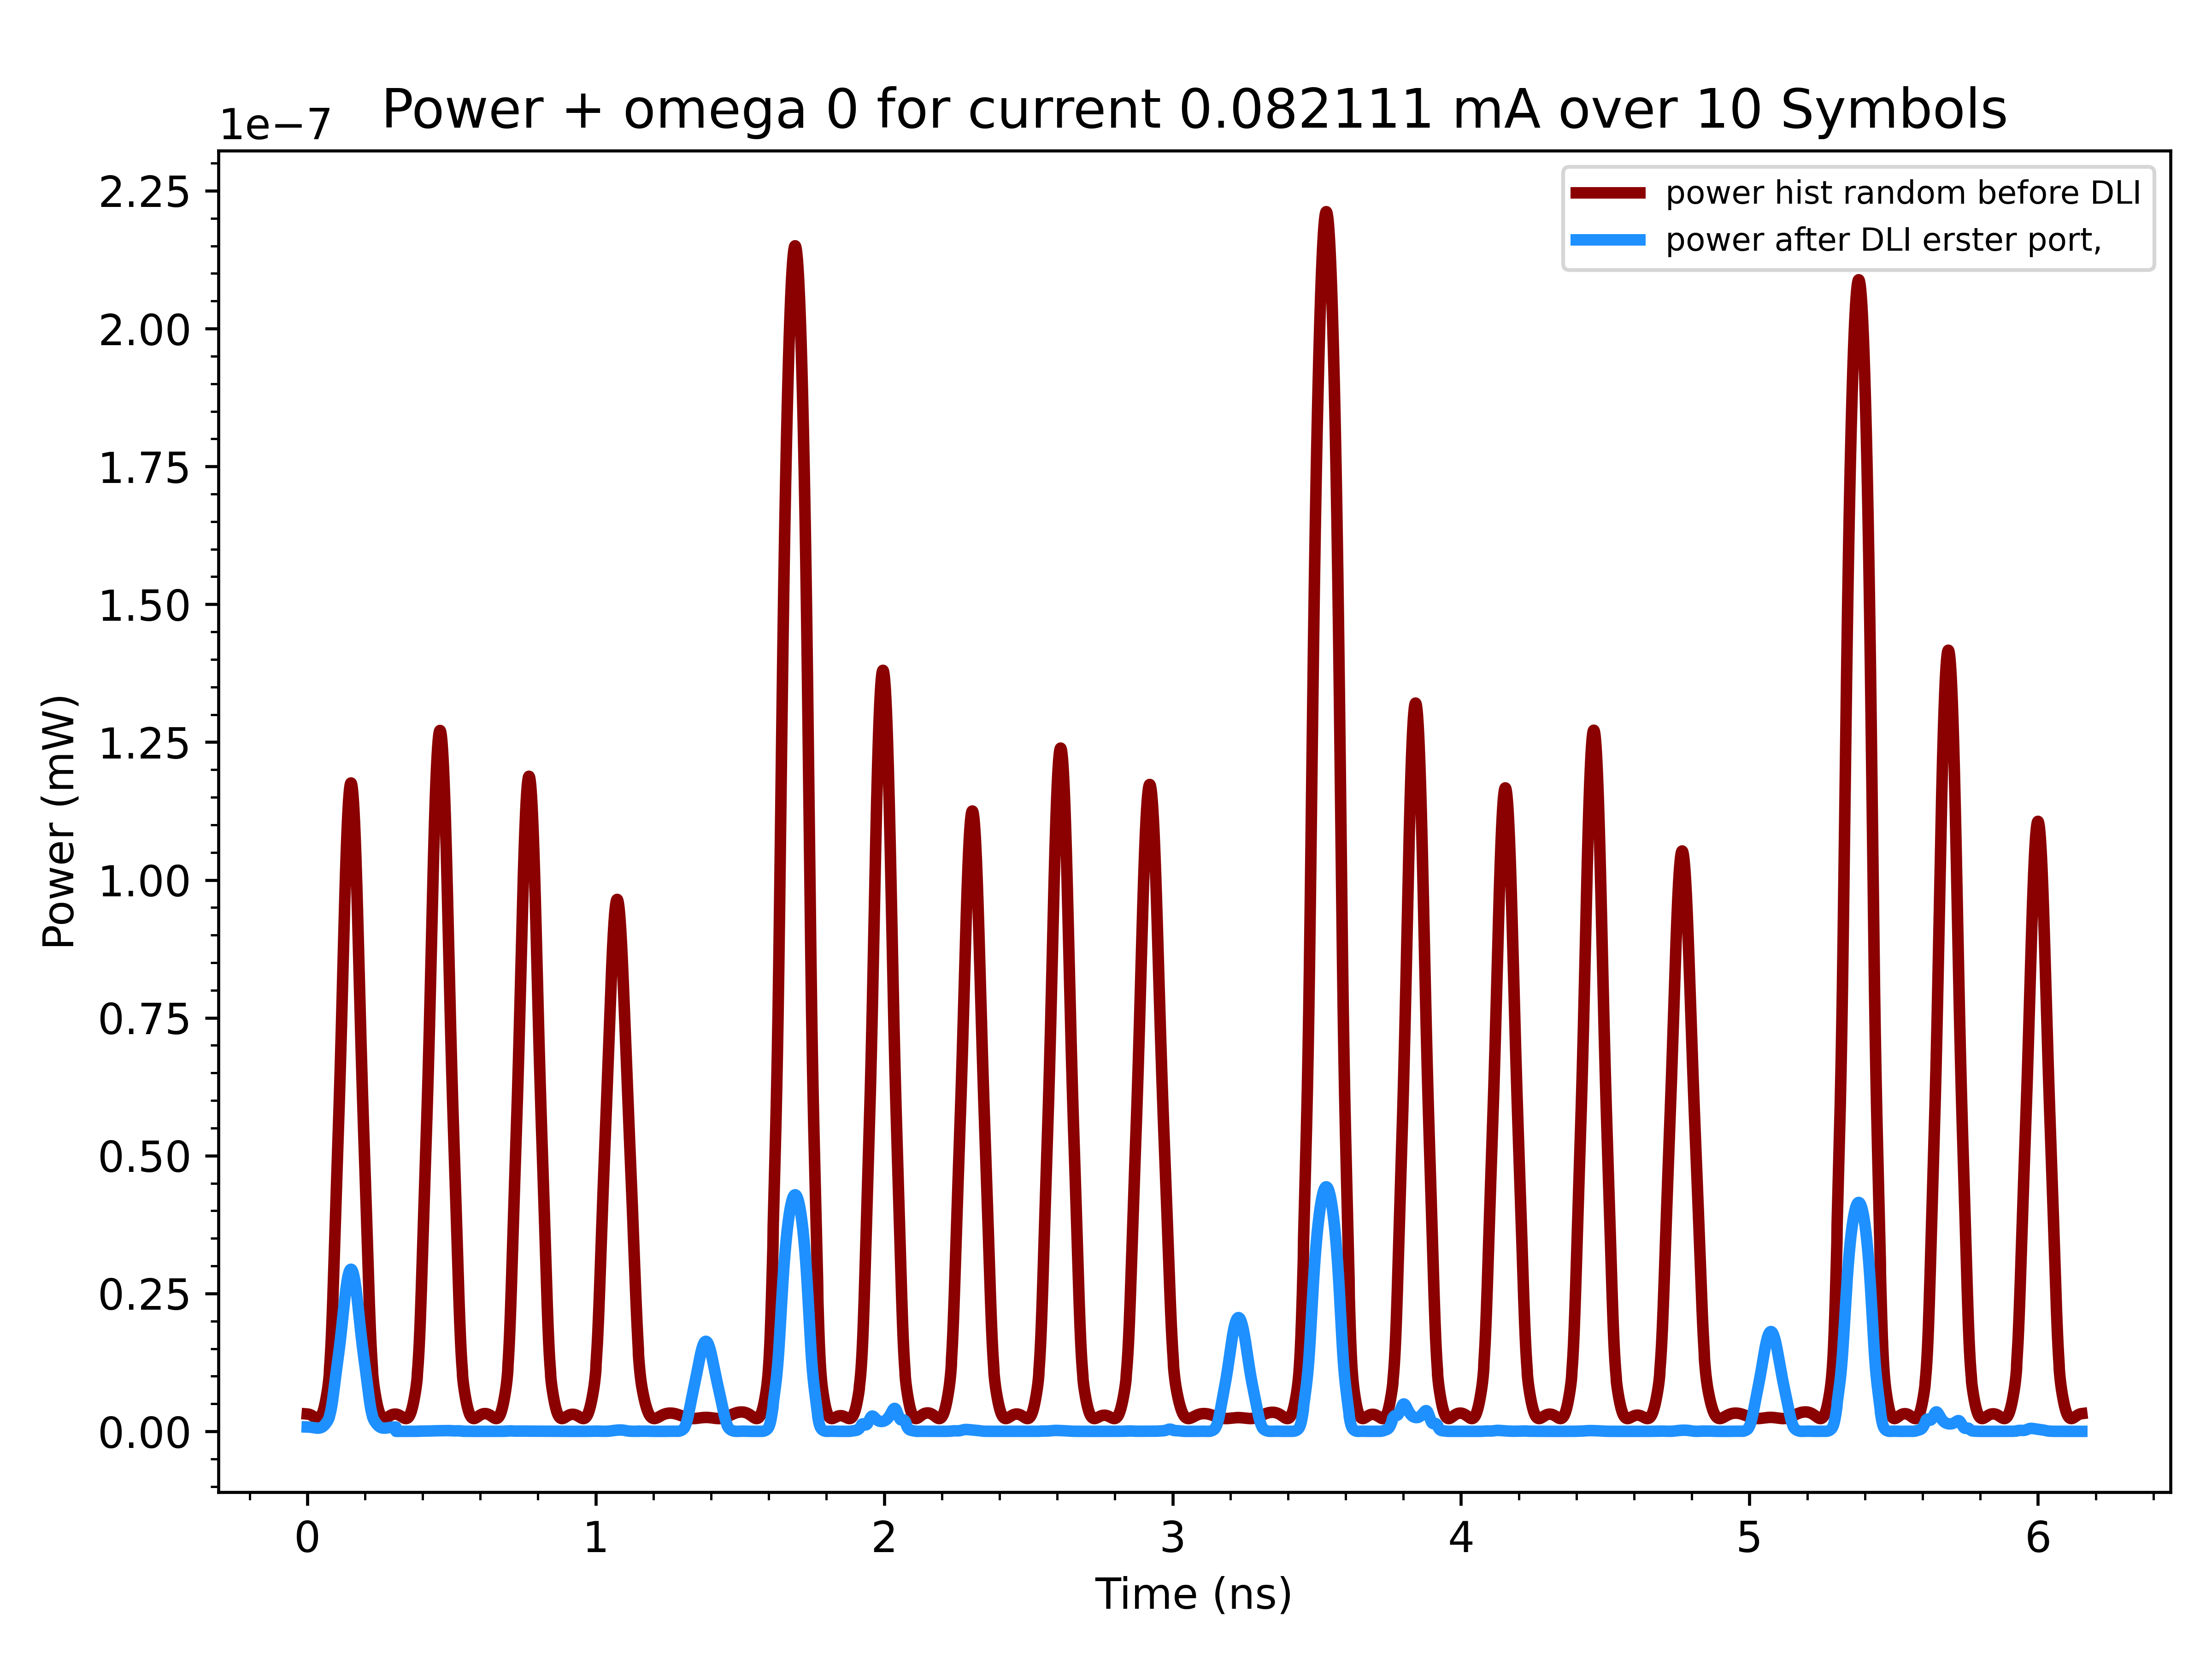 Power + omega 0 for current 0.082111 mA over 10 Symbols
1e−7
power hist random before DLI
power after DLI erster port,
2.25
2.00
1.75
1.50
1.25
1.00
0.75
0.50
0.25
0.00
Power (mW)
0 1 2 3 4 5 6
Time (ns)